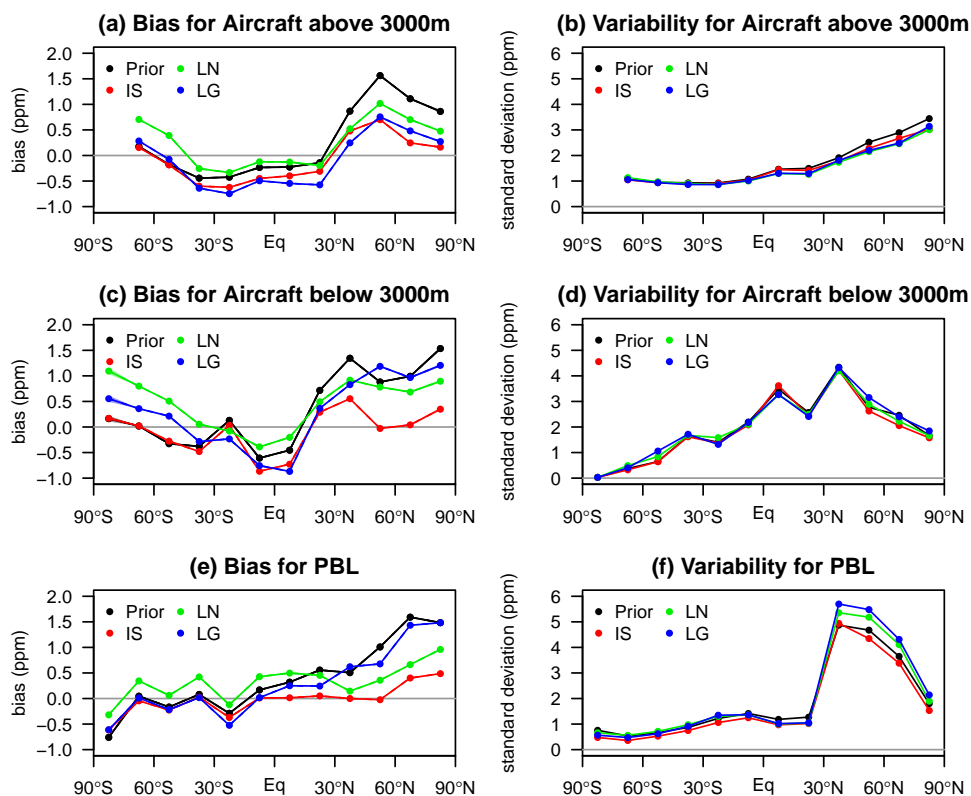 (a) Bias for Aircraft above 3000m
bias (ppm)
2.0
1.5
1.0
0.5
0.0
−0.5
−1.0
Prior
IS
LN
LG
90°S 60°S 30°S Eq 30°N 60°N 90°N
(b) Variability for Aircraft above 3000m
standard deviation (ppm)
6
5
4
3
2
1
0
Prior
IS
LN
LG
90°S 60°S 30°S Eq 30°N 60°N 90°N
(c) Bias for Aircraft below 3000m
bias (ppm)
2.0
1.5
1.0
0.5
0.0
−0.5
−1.0
Prior
IS
LN
LG
90°S 60°S 30°S Eq 30°N 60°N 90°N
(d) Variability for Aircraft below 3000m
standard deviation (ppm)
6
5
4
3
2
1
0
Prior
IS
LN
LG
90°S 60°S 30°S Eq 30°N 60°N 90°N
(e) Bias for PBL
bias (ppm)
2.0
1.5
1.0
0.5
0.0
−0.5
−1.0
Prior
IS
LN
LG
90°S 60°S 30°S Eq 30°N 60°N 90°N
(f) Variability for PBL
standard deviation (ppm)
6
5
4
3
2
1
0
Prior
IS
LN
LG
90°S 60°S 30°S Eq 30°N 60°N 90°N